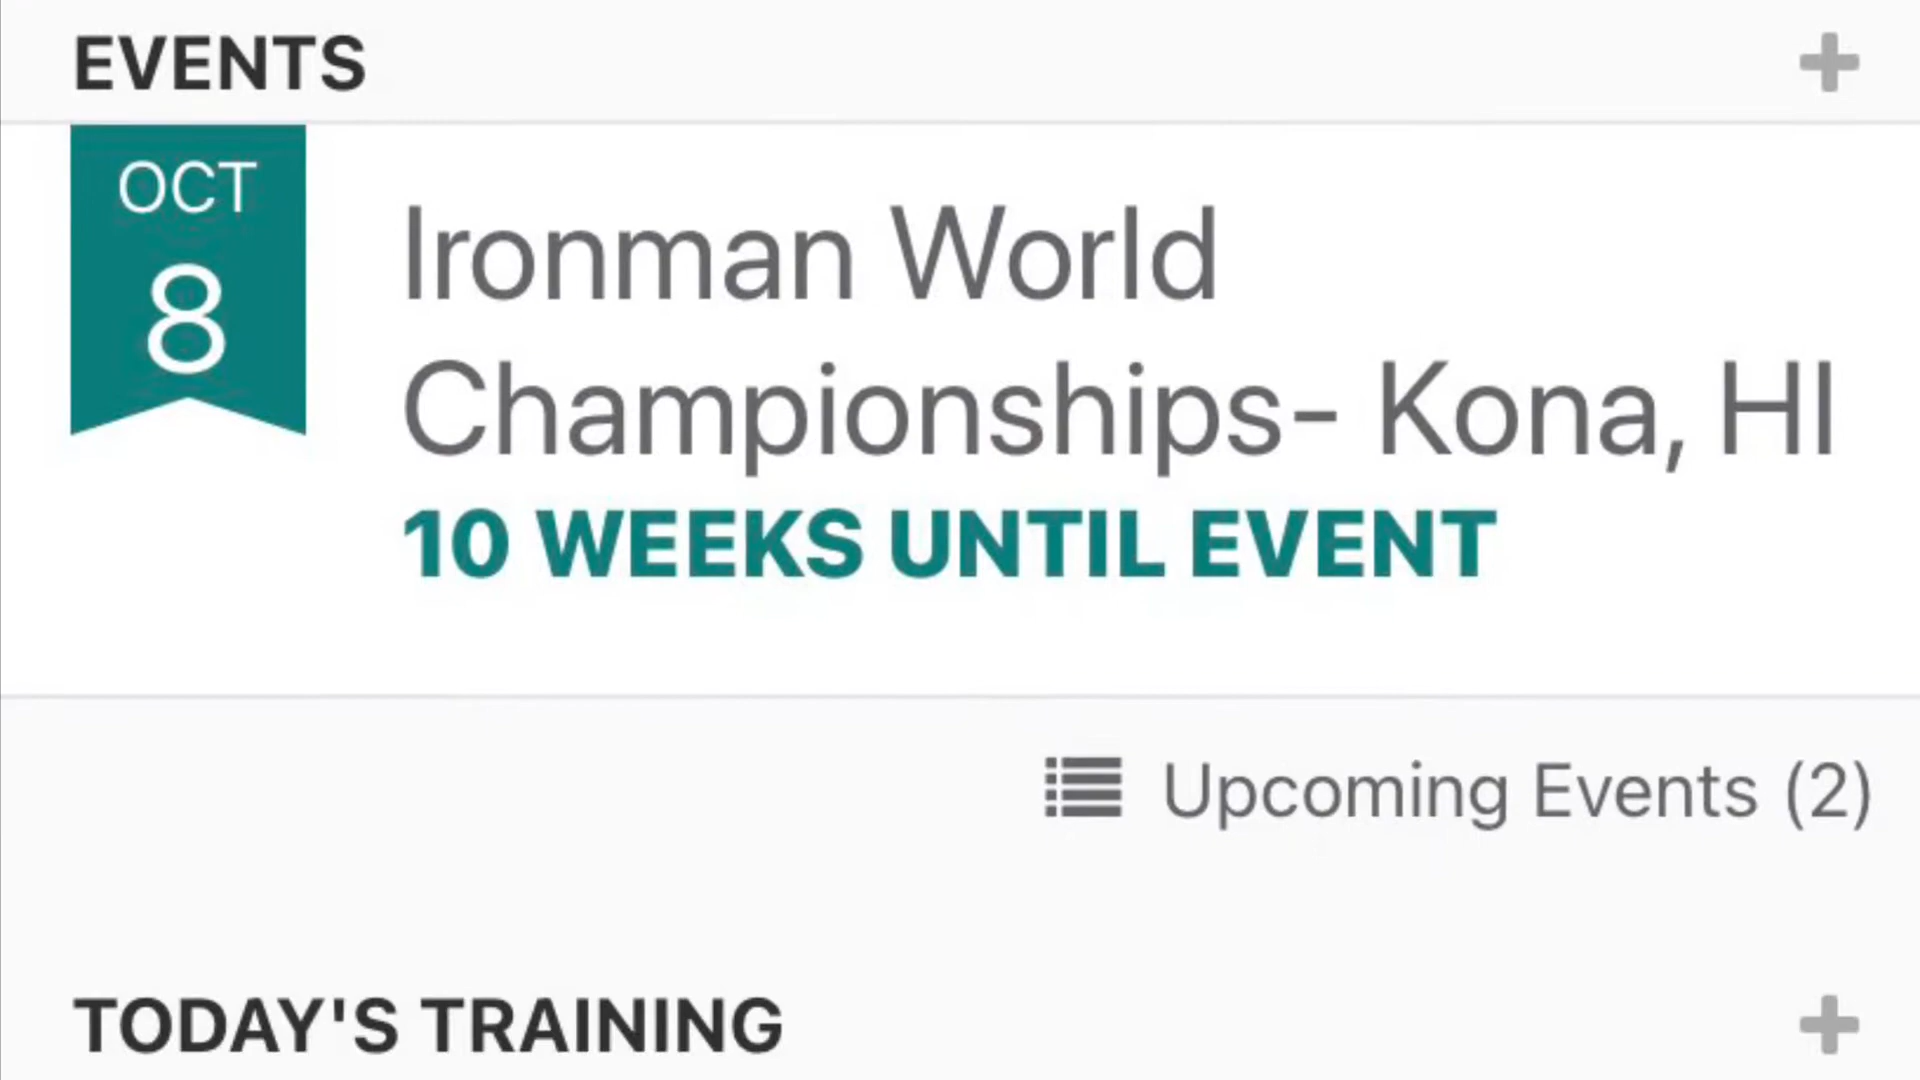 EVENTS
OCT
8
Ironman World
Championships- Kona, HI
10 WEEKS UNTIL EVENT
Upcoming Events (2)
TODAY'S TRAINING